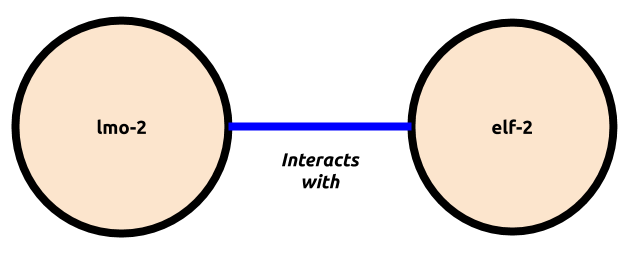 lmo-2
elf-2
Interacts
with